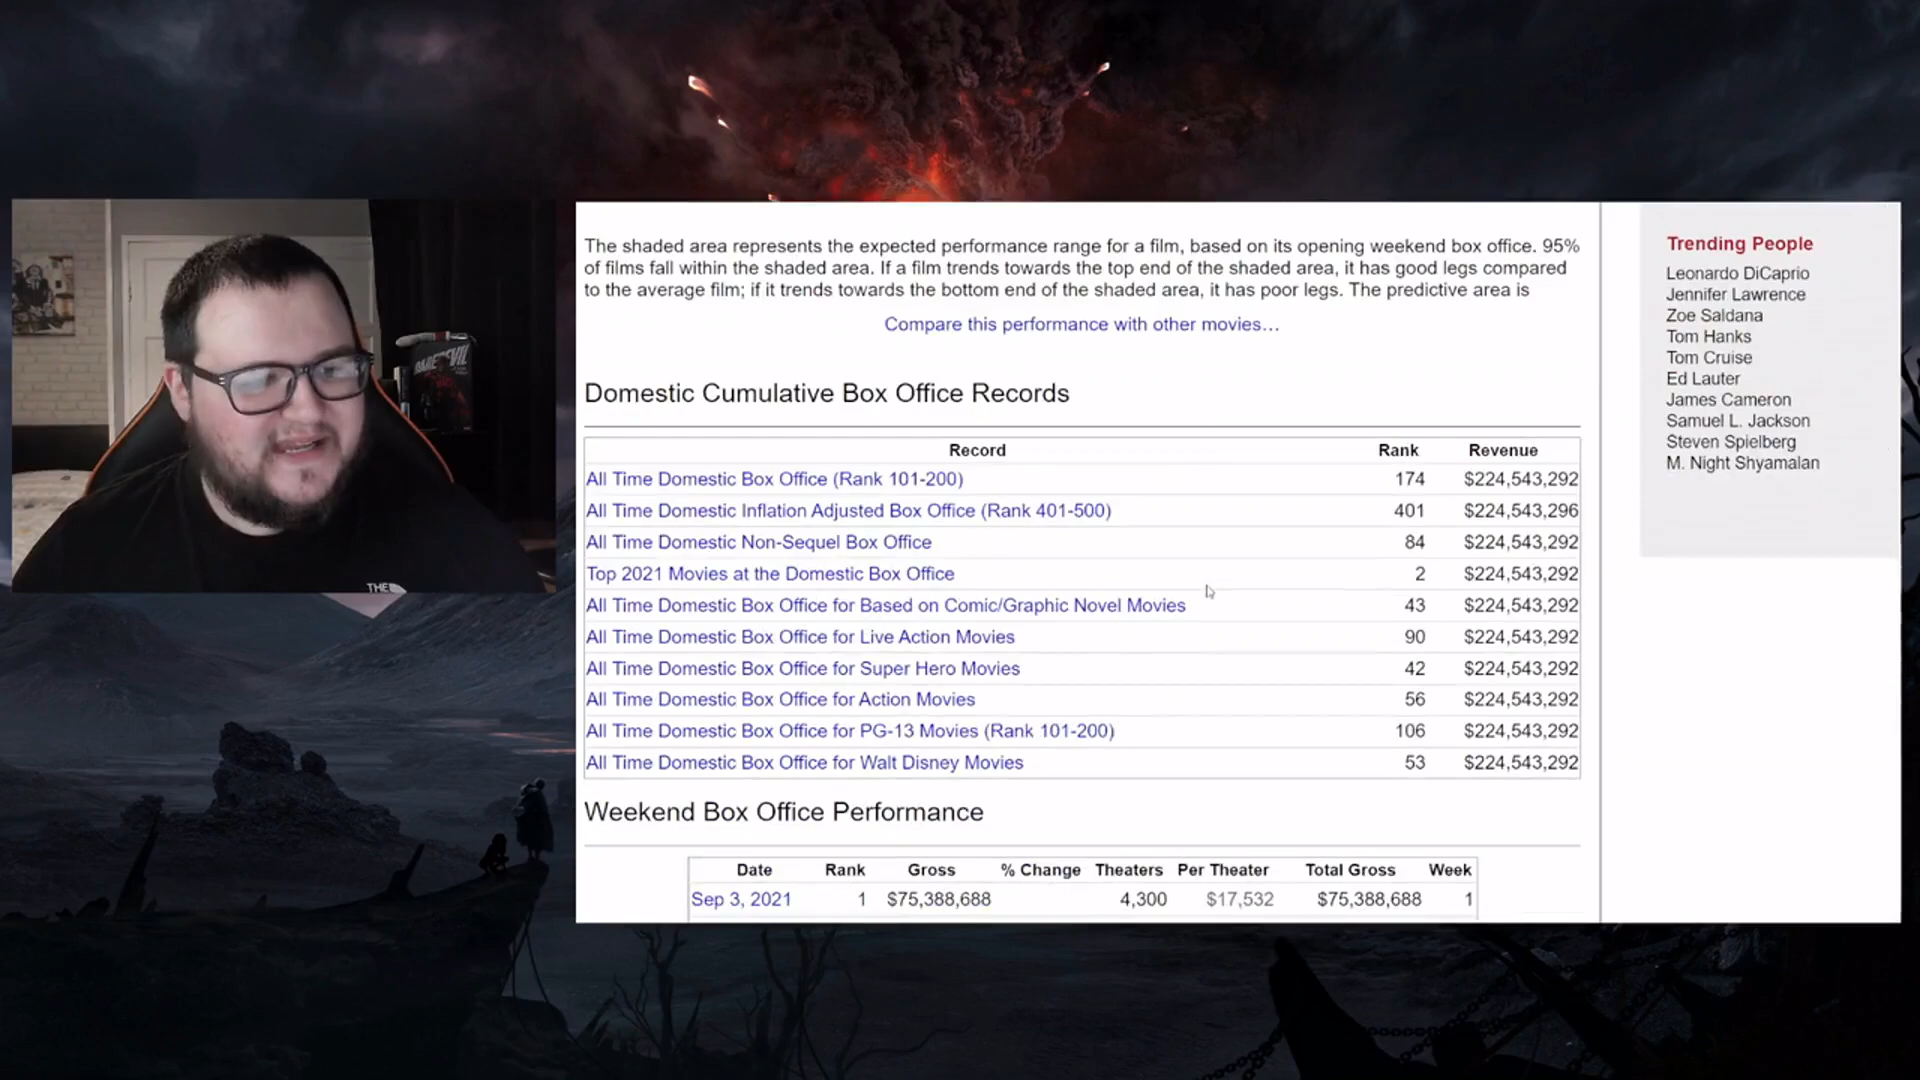 The shaded area represents the expected performance range for a film, based on its opening weekend box office. 95%
of films fall within the shaded area. If a film trends towards the top end of the shaded area, it has good legs compared
to the average film; if it trends towards the bottom end of the shaded area, it has poor legs. The predictive area is
Compare this performance with other movies…
Domestic Cumulative Box Office Records
Record Rank Revenue
All Time Domestic Box Office (Rank 101-200) 174 $224,543,292
All Time Domestic Inflation Adjusted Box Office (Rank 401-500) 401 $224,543,296
All Time Domestic Non-Sequel Box Office 84 $224,543,292
Top 2021 Movies at the Domestic Box Office 2 $224,543,292
All Time Domestic Box Office for Based on Comic/Graphic Novel Movies 43 $224,543,292
All Time Domestic Box Office for Live Action Movies 90 $224,543,292
All Time Domestic Box Office for Super Hero Movies 42 $224,543,292
All Time Domestic Box Office for Action Movies 56 $224,543,292
All Time Domestic Box Office for PG-13 Movies (Rank 101-200) 106 $224,543,292
All Time Domestic Box Office for Walt Disney Movies 53 $224,543,292
Weekend Box Office Performance
Date Rank Gross % Change Theaters Per Theater Total Gross Week
Sep 3, 2021 1 $75,388,688 4,300 $17,532 $75,388,688 1
Trending People
Leonardo DiCaprio
Jennifer Lawrence
Zoe Saldana
Tom Hanks
Tom Cruise
Ed Lauter
James Cameron
Samuel L. Jackson
Steven Spielberg
M. Night Shyamalan
DAREDEVIL
THE